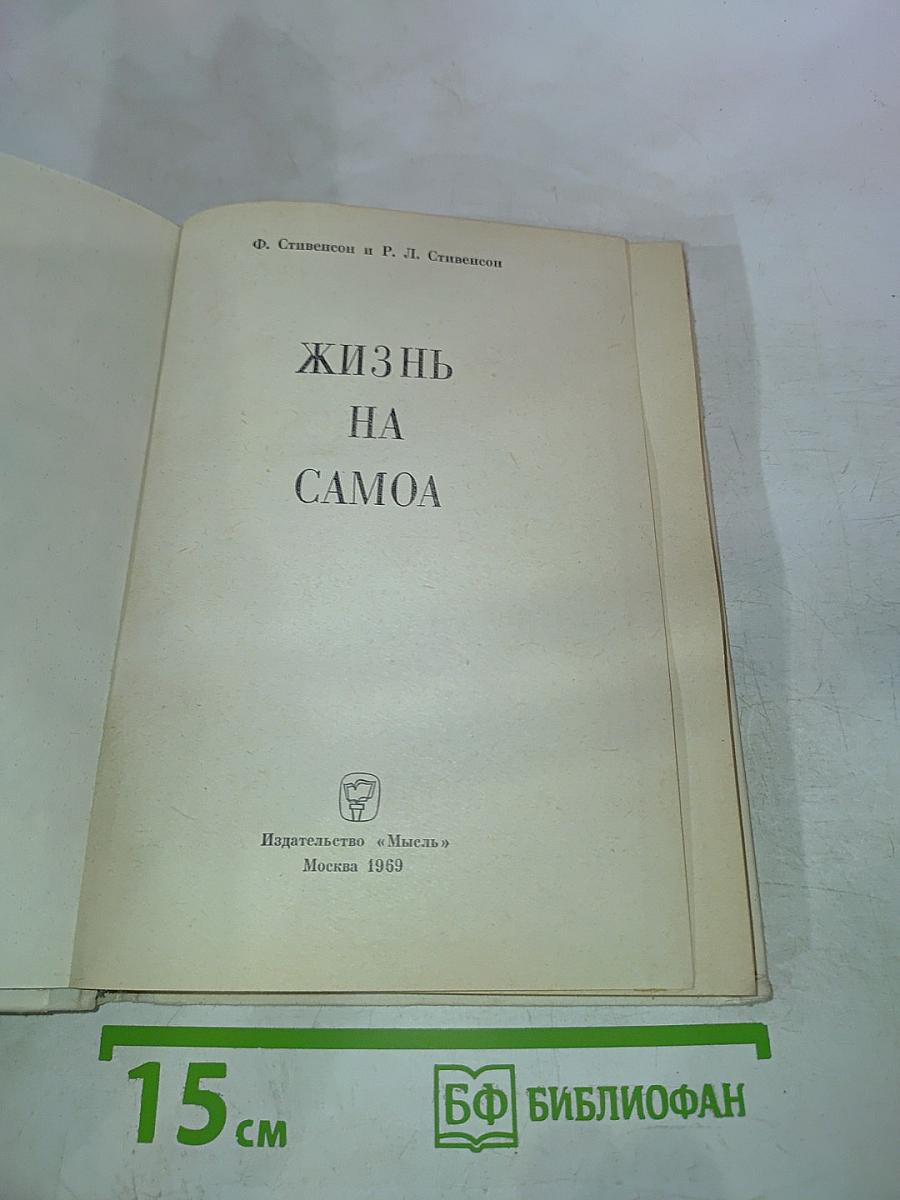 Ф. Стивенсон и Р. Л. Стивенсон
ЖИЗНЬ
НА
САМОА
Издательство «Мысль»
Москва 1969
15 см
БФ БИБЛИОФАН